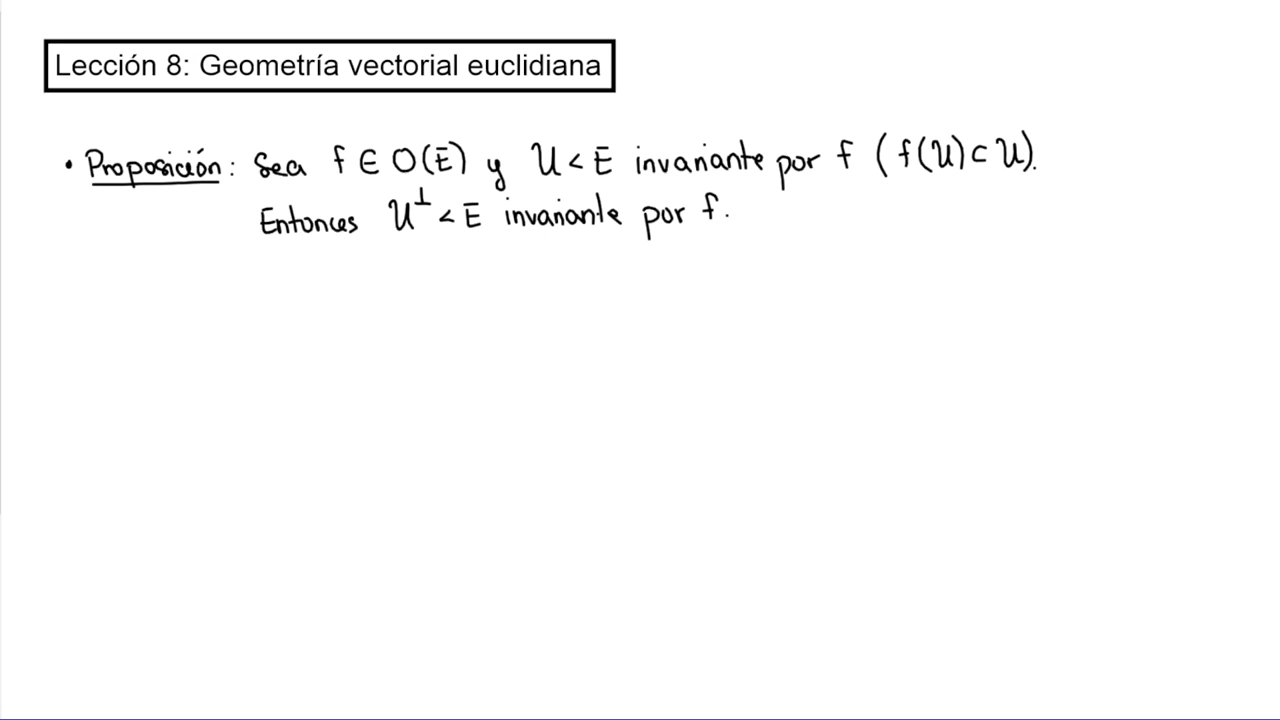 Lección 8: Geometría vectorial euclidiana
• Proposición: Sea f ∈ O(E) y U < E invariante por f (f(U) ⊂ U).
Entonces U^⊥ < E invariante por f.